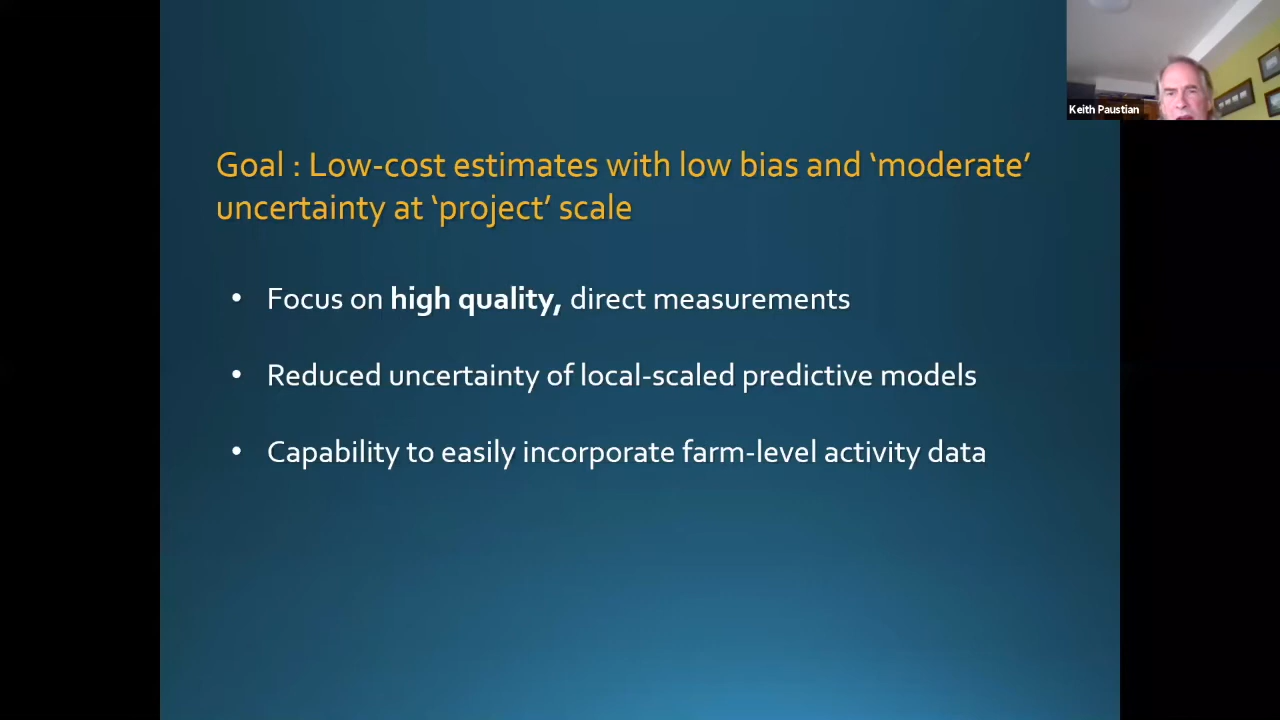 Keith Paustian
Goal : Low-cost estimates with low bias and ‘moderate’
uncertainty at ‘project’ scale
• Focus on high quality, direct measurements
• Reduced uncertainty of local-scaled predictive models
• Capability to easily incorporate farm-level activity data